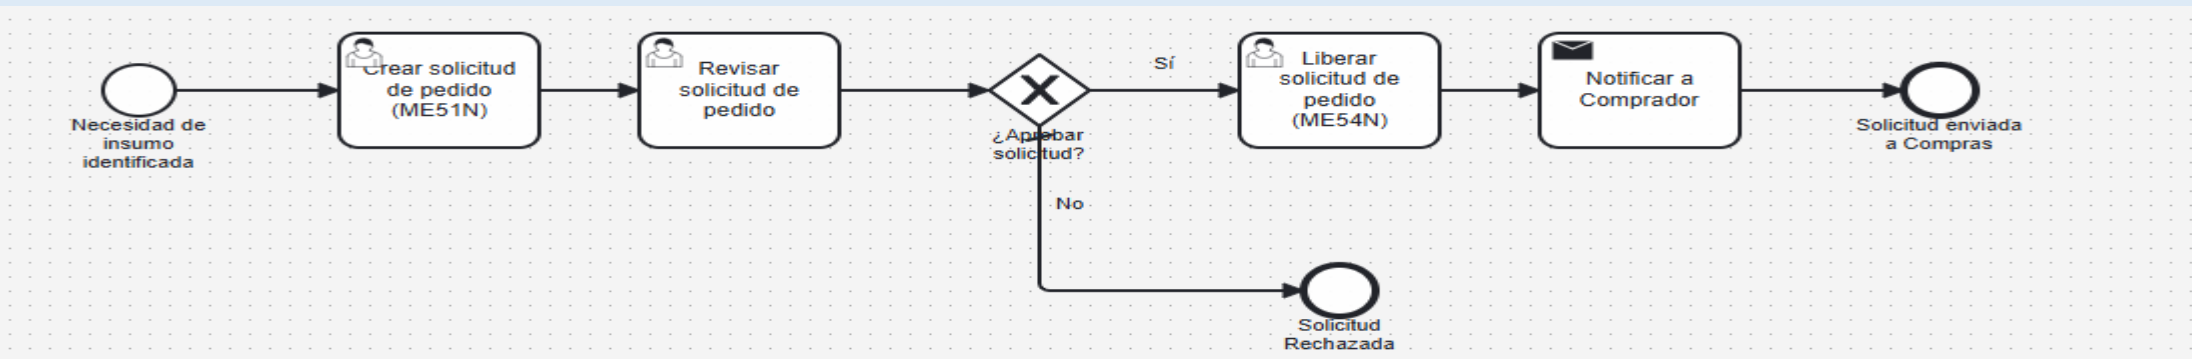 Necesidad de
insumo
identificada
Crear solicitud
de pedido
(ME51N)
Revisar
solicitud de
pedido
¿Aprobar
solicitud?
Sí
No
Liberar
solicitud de
pedido
(ME54N)
Notificar a
Comprador
Solicitud enviada
a Compras
Solicitud
Rechazada